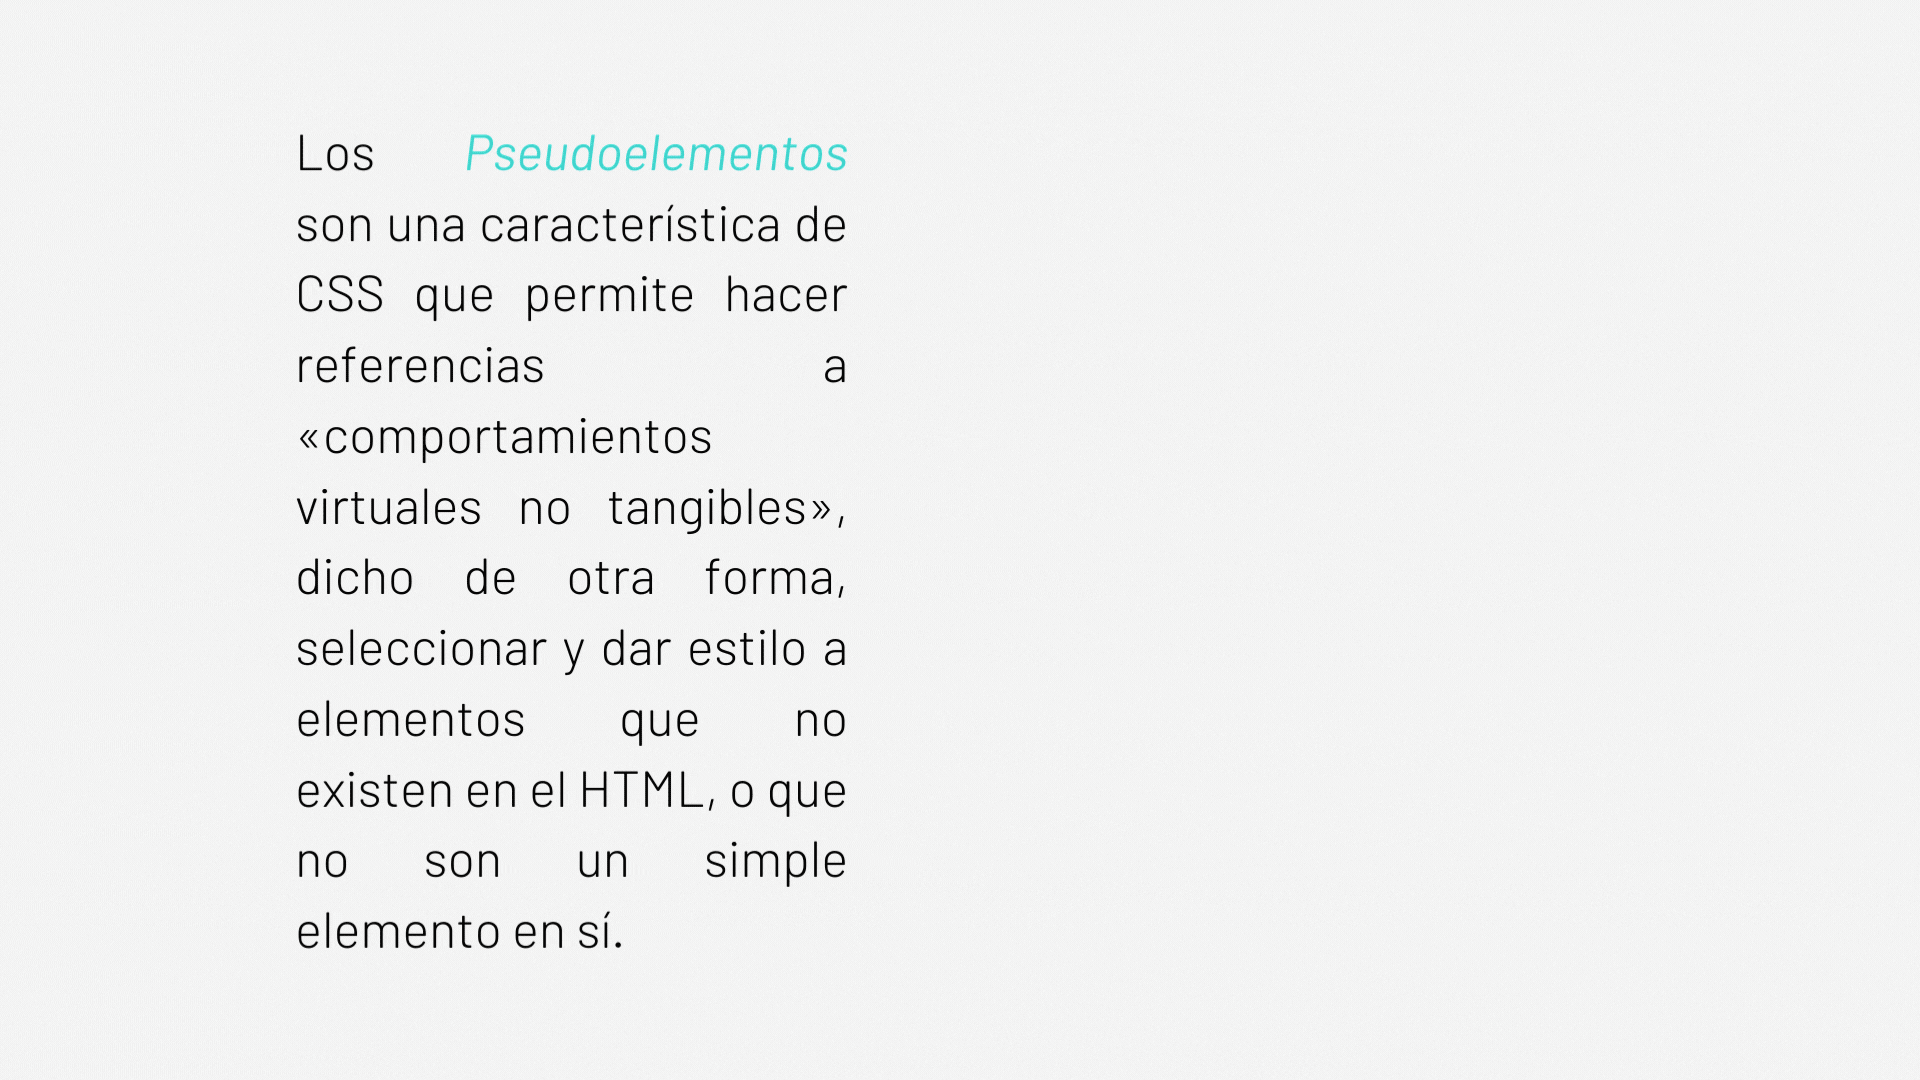 Los Pseudoelementos
son una característica de
CSS que permite hacer
referencias a
«comportamientos
virtuales no tangibles»,
dicho de otra forma,
seleccionar y dar estilo a
elementos que no
existen en el HTML, o que
no son un simple
elemento en sí.